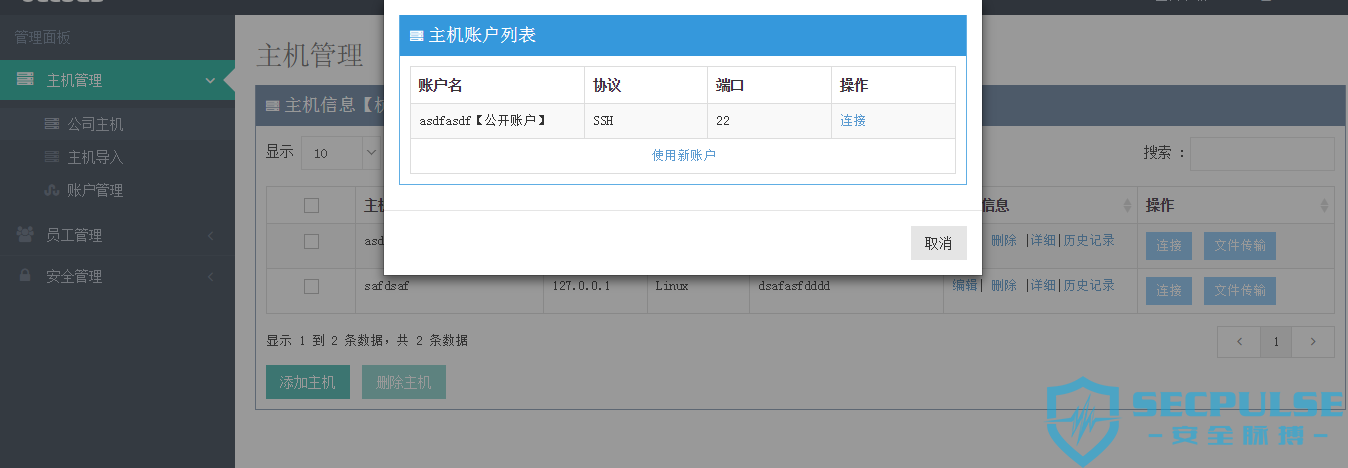 管理面板
主机管理
公司主机
主机导入
账户管理
员工管理
安全管理
主机管理
主机信息【
显示 10
搜索 :
信息
操作
asd
删除 |详细|历史记录
连接 文件传输
safdsaf 127.0.0.1 Linux dsafasfdddd 编辑| 删除 |详细|历史记录 连接 文件传输
显示 1 到 2 条数据，共 2 条数据
1
添加主机 删除主机
主机账户列表
账户名 协议 端口 操作
asdfasdf【公开账户】 SSH 22 连接
使用新账户
取消
SECPULSE
安全脉搏